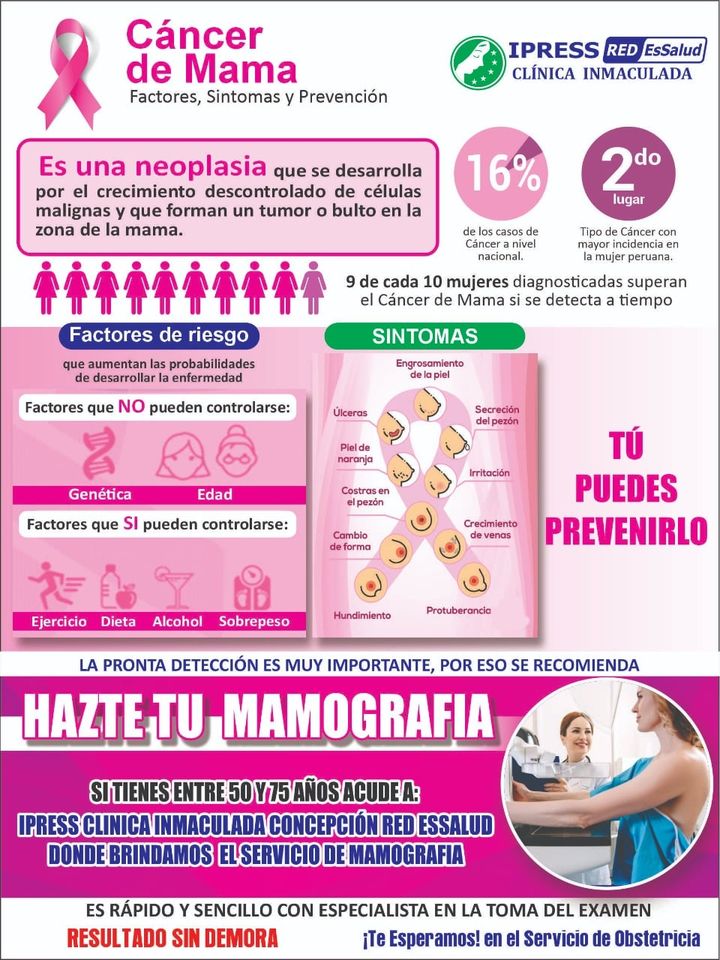 Cáncer
de Mama
Factores, Sintomas y Prevención
IPRESS RED EsSalud
CLÍNICA INMACULADA
Es una neoplasia que se desarrolla
por el crecimiento descontrolado de células
malignas y que forman un tumor o bulto en la
zona de la mama.
16%
de los casos de
Cáncer a nivel
nacional.
2do
lugar
Tipo de Cáncer con
mayor incidencia en
la mujer peruana.
9 de cada 10 mujeres diagnosticadas superan
el Cáncer de Mama si se detecta a tiempo
Factores de riesgo
que aumentan las probabilidades
de desarrollar la enfermedad
Factores que NO pueden controlarse:
Genética Edad
Factores que SI pueden controlarse:
Ejercicio Dieta Alcohol Sobrepeso
SINTOMAS
Engrosamiento
de la piel
Úlceras
Secreción
del pezón
Piel de
naranja
Irritación
Costras en
el pezón
Crecimiento
de venas
Cambio
de forma
Hundimiento
Protuberancia
TÚ
PUEDES
PREVENIRLO
LA PRONTA DETECCIÓN ES MUY IMPORTANTE, POR ESO SE RECOMIENDA
HAZTE TU MAMOGRAFIA
SI TIENES ENTRE 50 Y 75 AÑOS ACUDE A:
IPRESS CLINICA INMACULADA CONCEPCIÓN RED ESSALUD
DONDE BRINDAMOS EL SERVICIO DE MAMOGRAFIA
ES RÁPIDO Y SENCILLO CON ESPECIALISTA EN LA TOMA DEL EXAMEN
RESULTADO SIN DEMORA
¡Te Esperamos! en el Servicio de Obstetricia